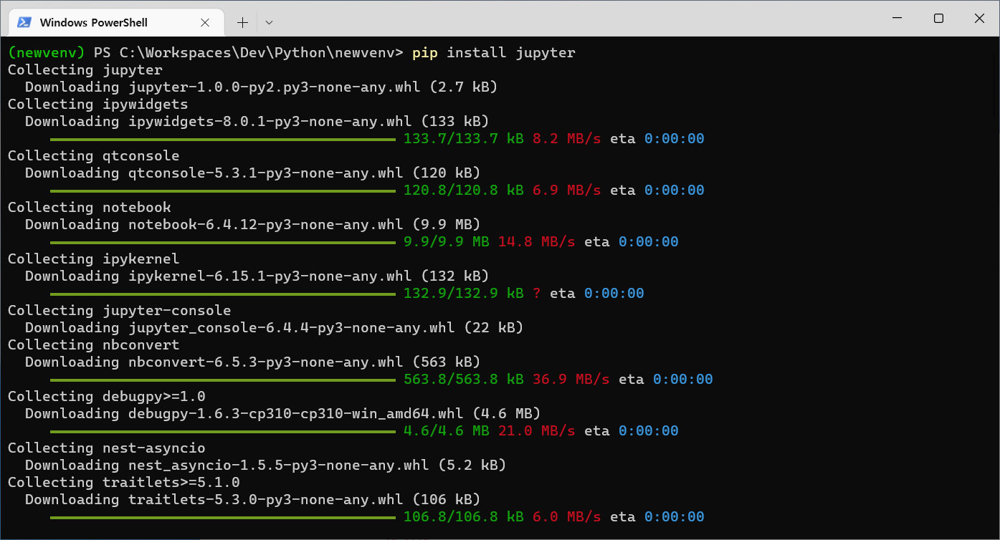 Windows PowerShell
(newvenv) PS C:\Workspaces\Dev\Python\newvenv> pip install jupyter
Collecting jupyter
Downloading jupyter-1.0.0-py2.py3-none-any.whl (2.7 kB)
Collecting ipywidgets
Downloading ipywidgets-8.0.1-py3-none-any.whl (133 kB)
133.7/133.7 kB 8.2 MB/s eta 0:00:00
Collecting qtconsole
Downloading qtconsole-5.3.1-py3-none-any.whl (120 kB)
120.8/120.8 kB 6.9 MB/s eta 0:00:00
Collecting notebook
Downloading notebook-6.4.12-py3-none-any.whl (9.9 MB)
9.9/9.9 MB 14.8 MB/s eta 0:00:00
Collecting ipykernel
Downloading ipykernel-6.15.1-py3-none-any.whl (132 kB)
132.9/132.9 kB ? eta 0:00:00
Collecting jupyter-console
Downloading jupyter_console-6.4.4-py3-none-any.whl (22 kB)
Collecting nbconvert
Downloading nbconvert-6.5.3-py3-none-any.whl (563 kB)
563.8/563.8 kB 36.9 MB/s eta 0:00:00
Collecting debugpy>=1.0
Downloading debugpy-1.6.3-cp310-cp310-win_amd64.whl (4.6 MB)
4.6/4.6 MB 21.0 MB/s eta 0:00:00
Collecting nest-asyncio
Downloading nest_asyncio-1.5.5-py3-none-any.whl (5.2 kB)
Collecting traitlets>=5.1.0
Downloading traitlets-5.3.0-py3-none-any.whl (106 kB)
106.8/106.8 kB 6.0 MB/s eta 0:00:00